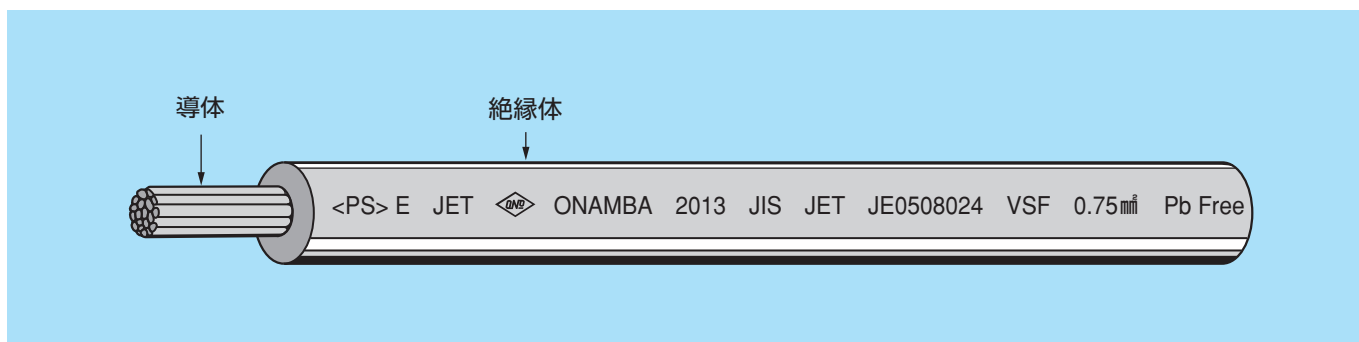 導体
絶縁体
<PS> E JET ONAMBA 2013 JIS JET JE0508024 VSF 0.75㎟ Pb Free